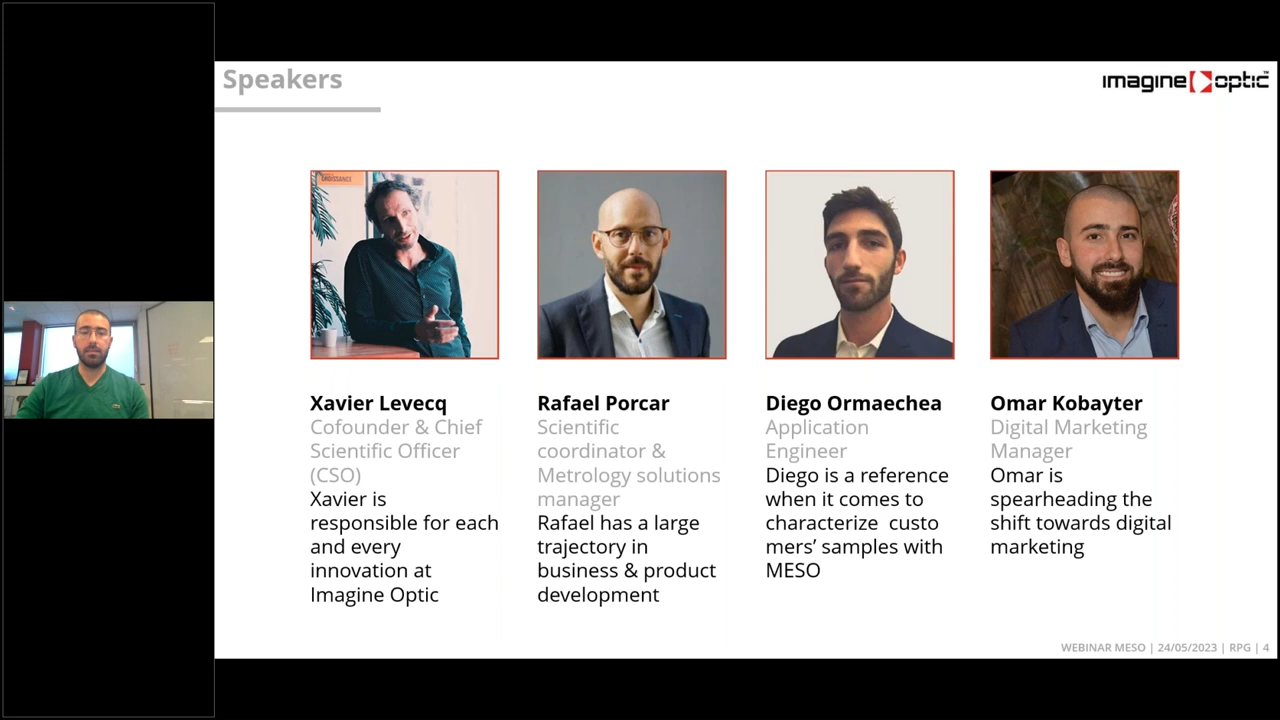 Speakers
imagine optic™
CROISSANCE
Xavier Levecq
Cofounder & Chief
Scientific Officer
(CSO)
Xavier is
responsible for each
and every
innovation at
Imagine Optic
Rafael Porcar
Scientific
coordinator &
Metrology solutions
manager
Rafael has a large
trajectory in
business & product
development
Diego Ormaechea
Application
Engineer
Diego is a reference
when it comes to
characterize custo
mers’ samples with
MESO
Omar Kobayter
Digital Marketing
Manager
Omar is
spearheading the
shift towards digital
marketing
WEBINAR MESO | 24/05/2023 | RPG | 4